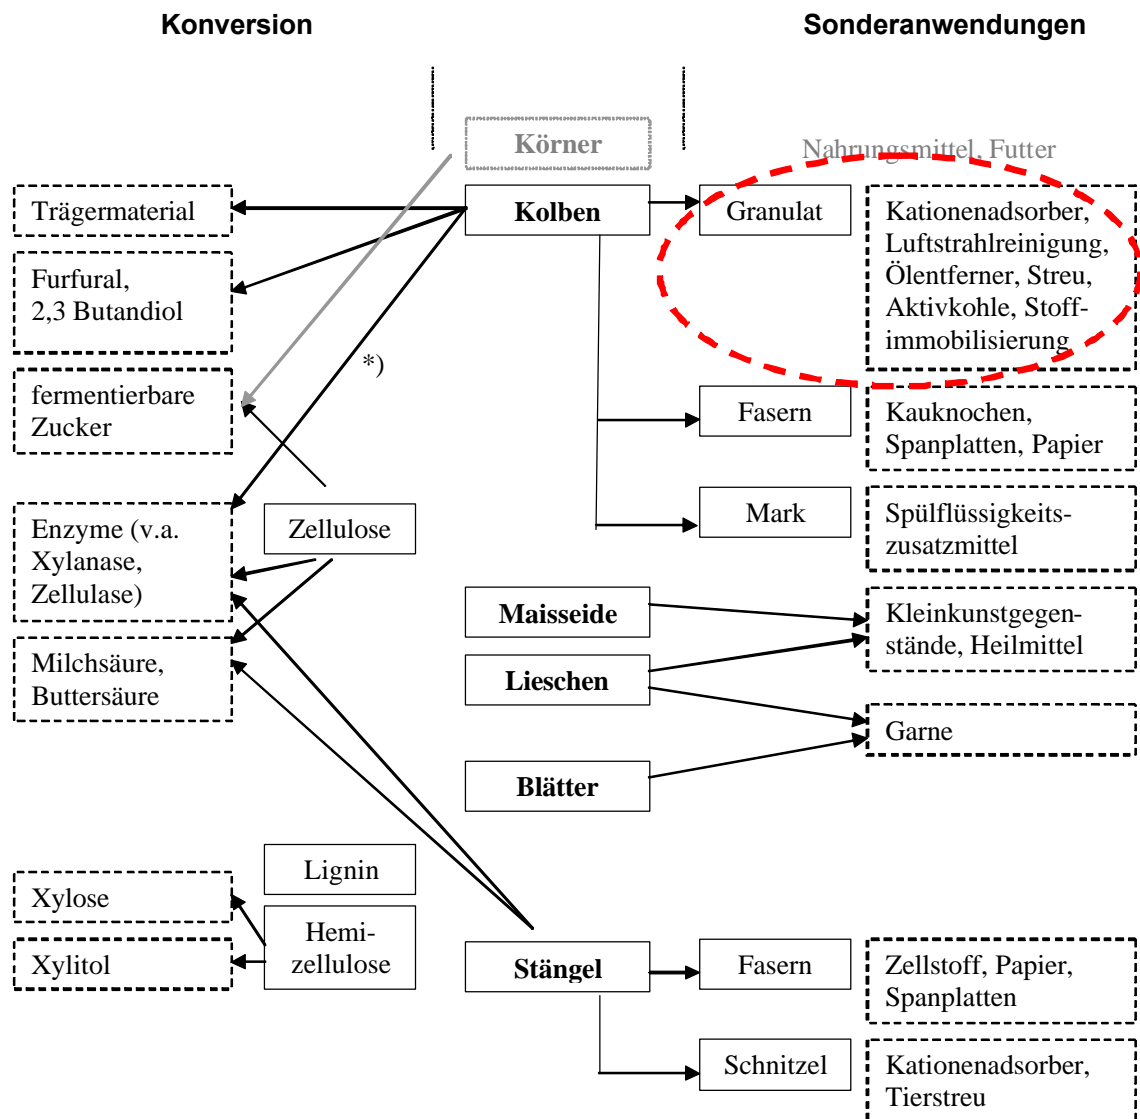 Konversion
Sonderanwendungen
Körner
Nahrungsmittel, Futter
Trägermaterial
Kolben
Granulat
Kationenadsorber,
Luftstrahlreinigung,
Ölentferner, Streu,
Aktivkohle, Stoff-
immobilisierung
Furfural,
2,3 Butandiol
*)
fermentierbare
Zucker
Fasern
Kauknochen,
Spanplatten, Papier
Enzyme (v.a.
Xylanase,
Zellulase)
Zellulose
Mark
Spülflüssigkeits-
zusatzmittel
Maisseide
Kleinkunstgegen-
stände, Heilmittel
Milchsäure,
Buttersäure
Lieschen
Garne
Blätter
Lignin
Xylose
Hemi-
zellulose
Xylitol
Stängel
Fasern
Zellstoff, Papier,
Spanplatten
Schnitzel
Kationenadsorber,
Tierstreu